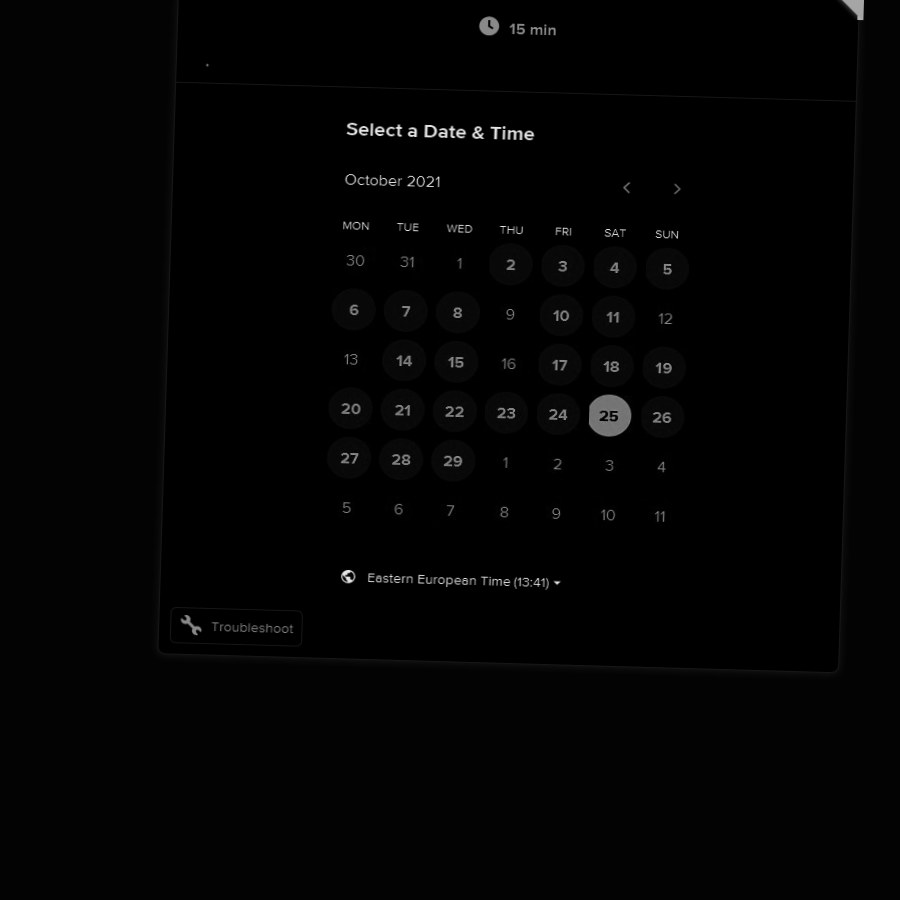 15 min
Select a Date & Time
October 2021
MON TUE WED THU FRI SAT SUN
30 31 1 2 3 4 5
6 7 8 9 10 11 12
13 14 15 16 17 18 19
20 21 22 23 24 25 26
27 28 29 1 2 3 4
5 6 7 8 9 10 11
Eastern European Time (13:41)
Troubleshoot